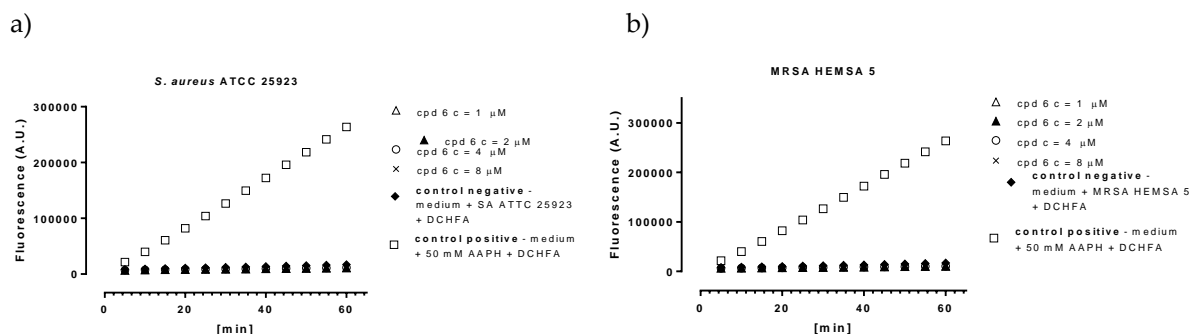 a)
S. aureus ATCC 25923
Fluorescence (A.U.)
300000
200000
100000
0
0 20 40 60
[min]
cpd 6 c = 1 µM
cpd 6 c = 2 µM
cpd 6 c = 4 µM
cpd 6 c = 8 µM
control negative -
medium + SA ATTC 25923
+ DCHFA
control positive - medium
+ 50 mM AAPH + DCHFA
b)
MRSA HEMSA 5
Fluorescence (A.U.)
300000
200000
100000
0
0 20 40 60
[min]
cpd 6 c = 1 µM
cpd 6 c = 2 µM
cpd c = 4 µM
cpd 6 c = 8 µM
control negative -
medium + MRSA HEMSA 5
+ DCHFA
control positive - medium
+ 50 mM AAPH + DCHFA